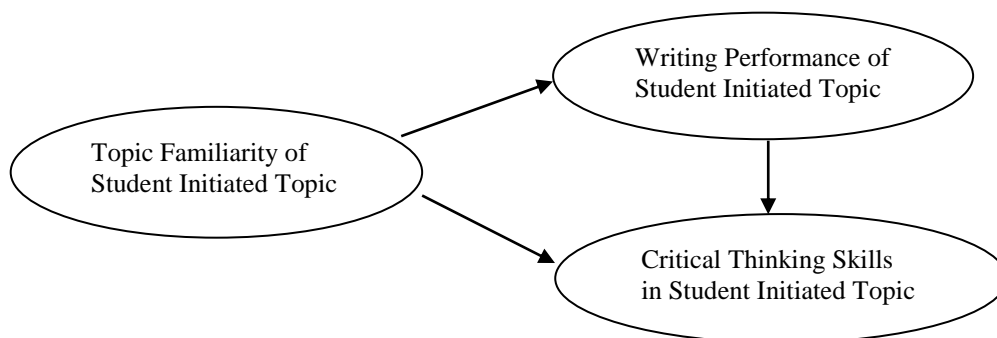 Writing Performance of
Student Initiated Topic
Topic Familiarity of
Student Initiated Topic
Critical Thinking Skills
in Student Initiated Topic